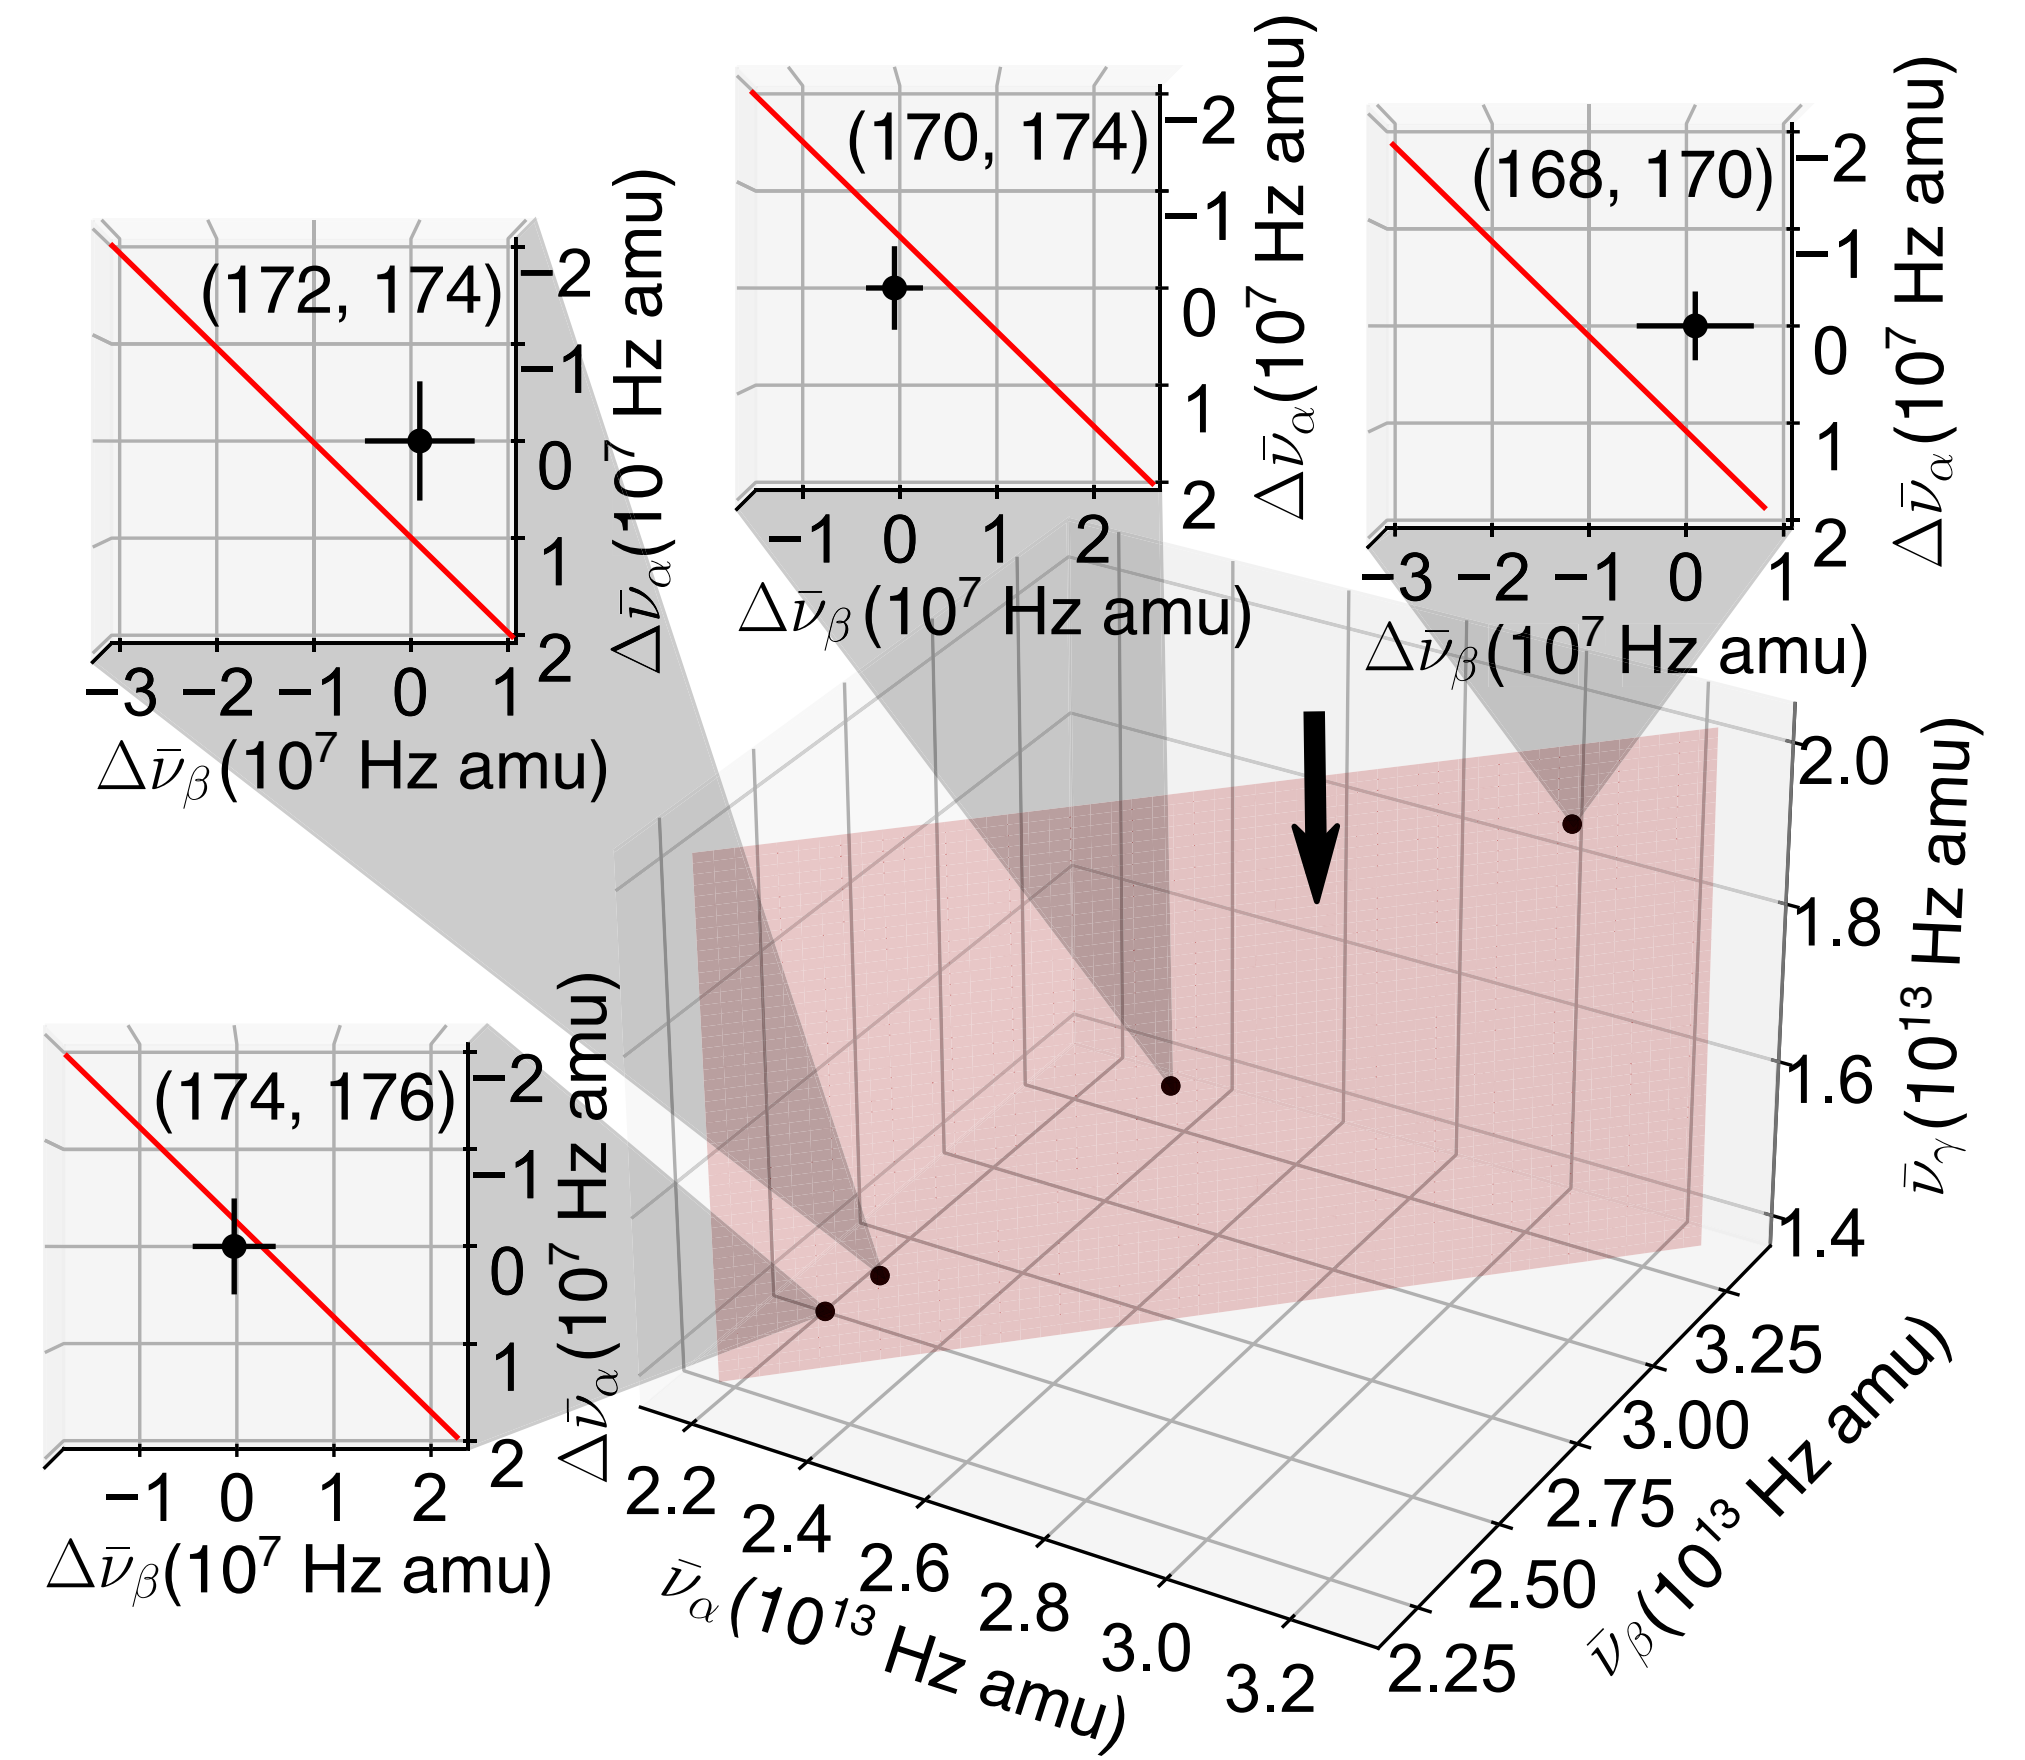 (172, 174)
−2
−1
0
1
2
Δν̄α(10⁷ Hz amu)
−3 −2 −1 0 1
Δν̄β(10⁷ Hz amu)
(170, 174)
−2
−1
0
1
2
Δν̄α(10⁷ Hz amu)
−1 0 1 2
Δν̄β(10⁷ Hz amu)
(168, 170)
−2
−1
0
1
2
Δν̄α(10⁷ Hz amu)
−3 −2 −1 0 1
Δν̄β(10⁷ Hz amu)
(174, 176)
−2
−1
0
1
2
Δν̄α(10⁷ Hz amu)
−1 0 1 2
Δν̄β(10⁷ Hz amu)
2.0
1.8
1.6
1.4
ν̄γ(10¹³ Hz amu)
3.25
3.00
2.75
2.50
2.25
ν̄β(10¹³ Hz amu)
2.2
2.4
2.6
2.8
3.0
3.2
ν̄α(10¹³ Hz amu)